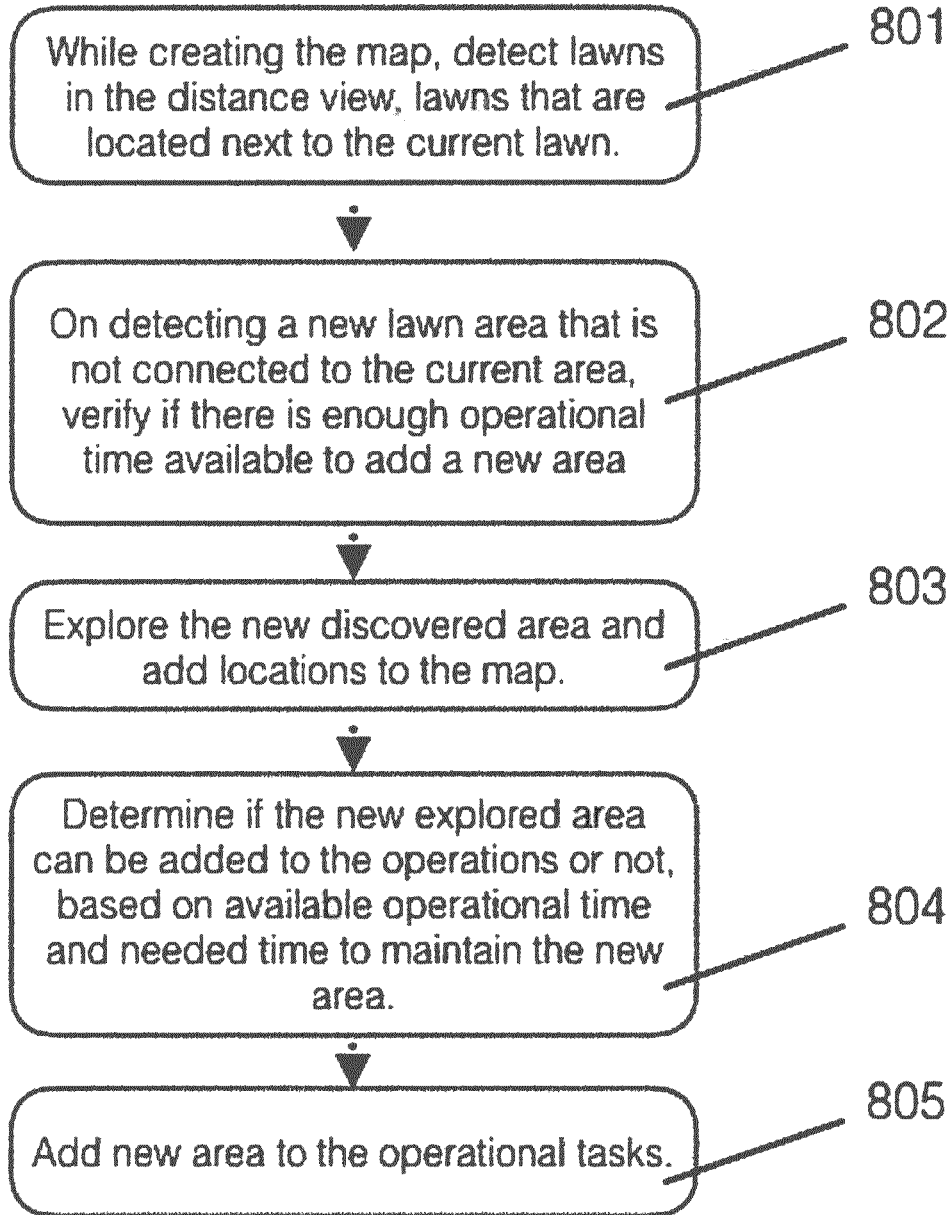 While creating the map, detect lawns
in the distance view, lawns that are
located next to the current lawn.
801
On detecting a new lawn area that is
not connected to the current area,
verify if there is enough operational
time available to add a new area
802
Explore the new discovered area and
add locations to the map.
803
Determine if the new explored area
can be added to the operations or not,
based on available operational time
and needed time to maintain the new
area.
804
Add new area to the operational tasks.
805